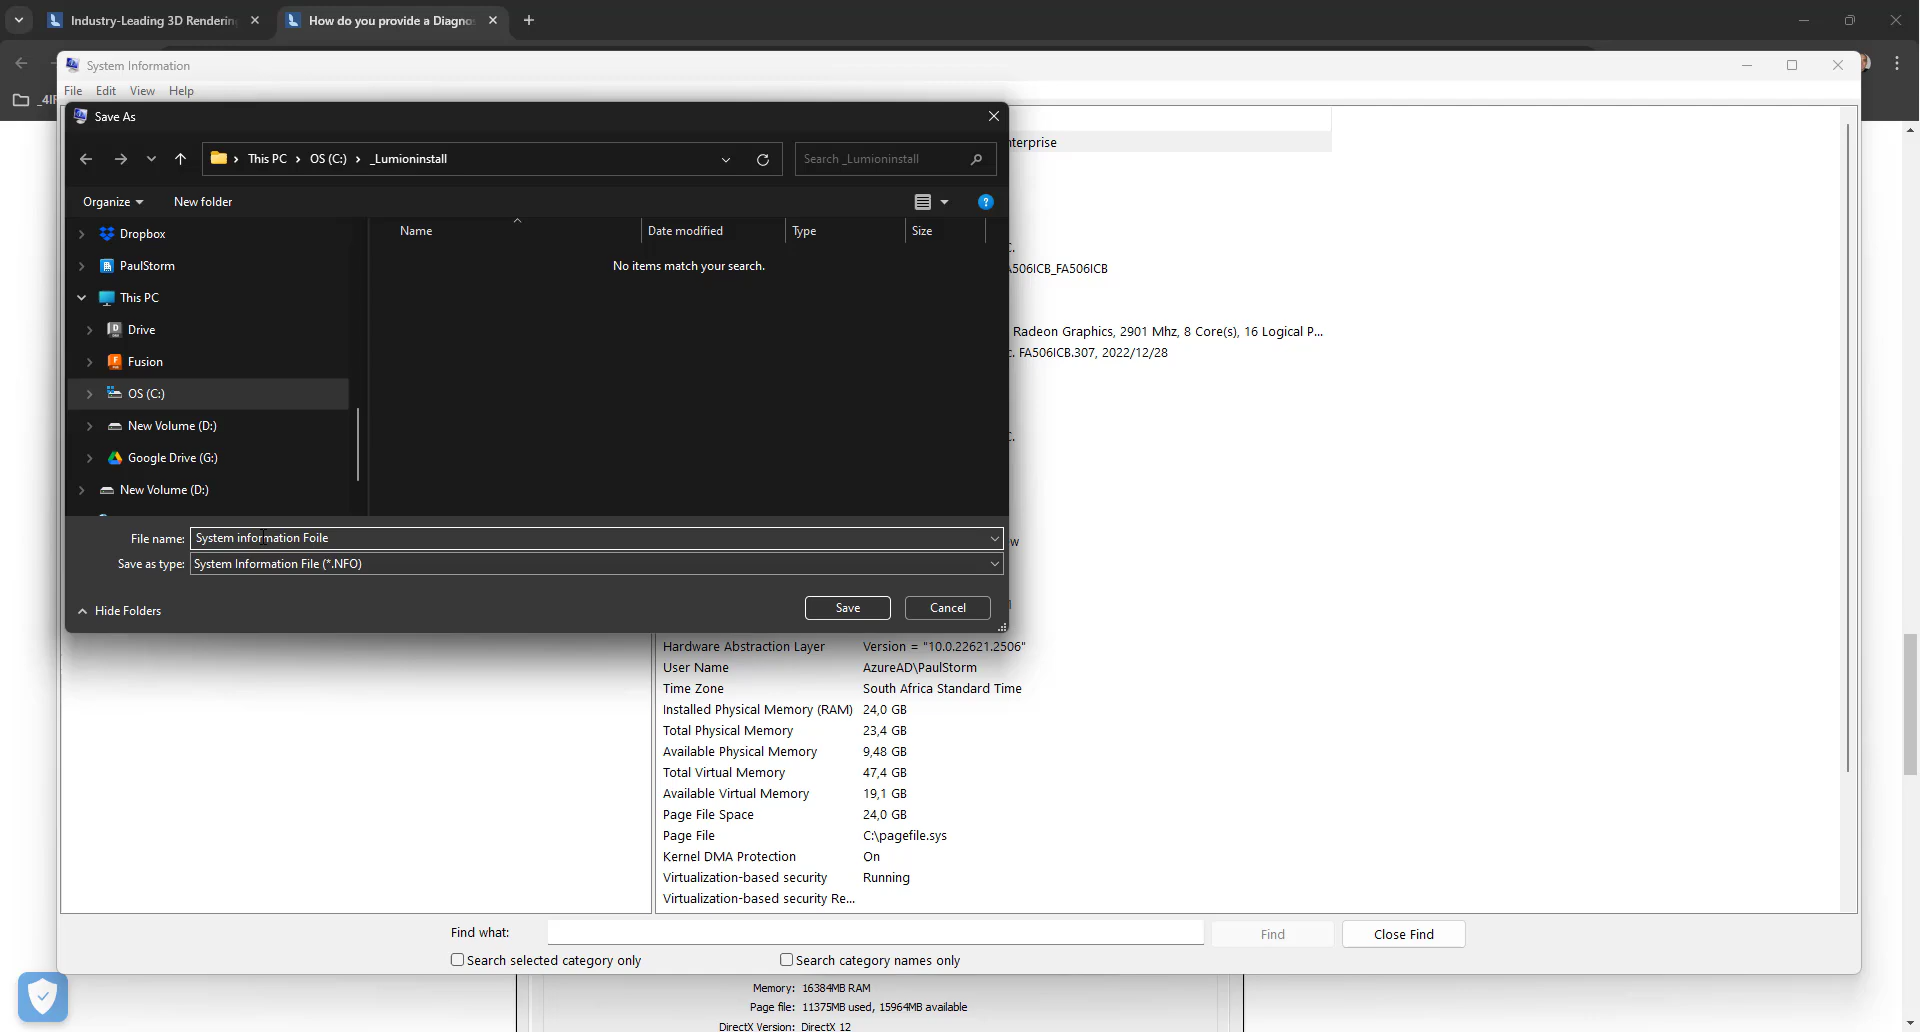 Industry-Leading 3D Renderin
How do you provide a Diagno
System Information
File Edit View Help
_4IF
Save As
This PC > OS (C:) > _Lumioninstall
Search _Lumioninstall
Organize
New folder
Name
Date modified
Type
Size
No items match your search.
Dropbox
PaulStorm
This PC
Drive
Fusion
OS (C:)
New Volume (D:)
Google Drive (G:)
New Volume (D:)
File name: System information Foile
Save as type: System Information File (*.NFO)
Hide Folders
Save
Cancel
nterprise
C.
A506ICB_FA506ICB
Radeon Graphics, 2901 Mhz, 8 Core(s), 16 Logical P...
c. FA506ICB.307, 2022/12/28
C.
w
Hardware Abstraction Layer Version = "10.0.22621.2506"
User Name AzureAD\PaulStorm
Time Zone South Africa Standard Time
Installed Physical Memory (RAM) 24,0 GB
Total Physical Memory 23,4 GB
Available Physical Memory 9,48 GB
Total Virtual Memory 47,4 GB
Available Virtual Memory 19,1 GB
Page File Space 24,0 GB
Page File C:\pagefile.sys
Kernel DMA Protection On
Virtualization-based security Running
Virtualization-based security Re...
Find what:
Find
Close Find
Search selected category only
Search category names only
Memory: 16384MB RAM
Page file: 11375MB used, 15964MB available
DirectX Version: DirectX 12